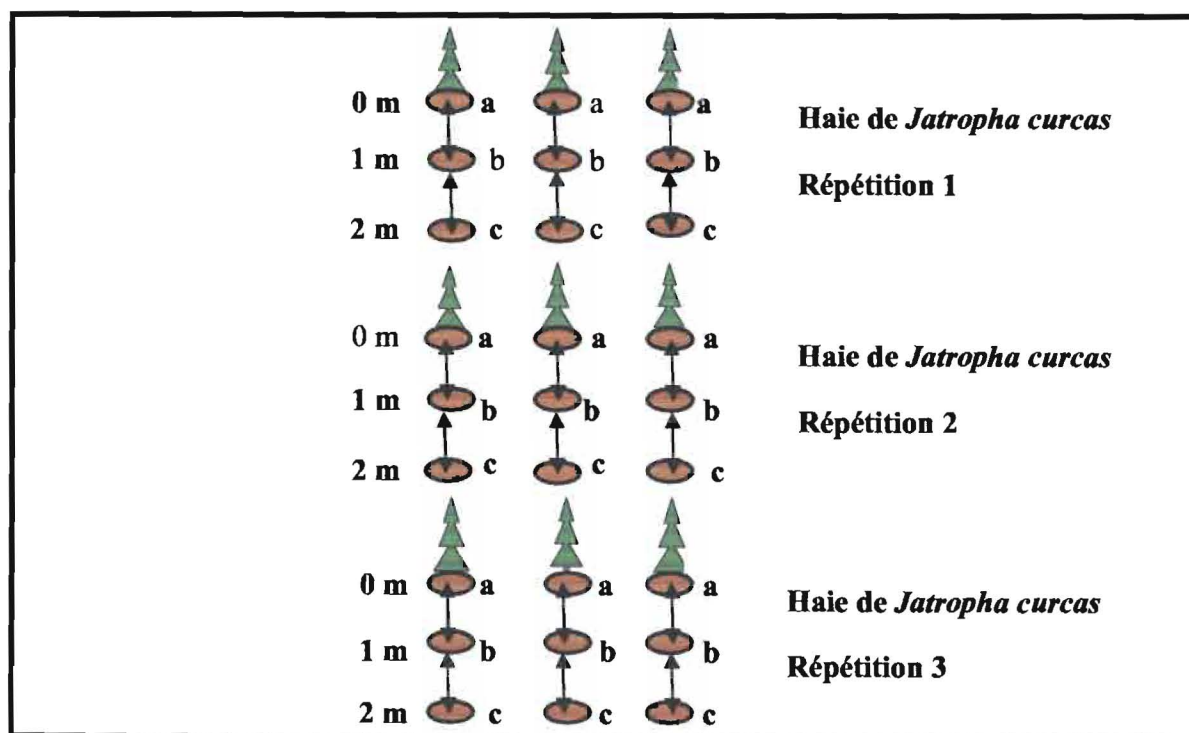 0 m a a a
Haie de Jatropha curcas
1 m b b b
Répétition 1
2 m c c c
0 m a a a
Haie de Jatropha curcas
1 m b b b
Répétition 2
2 m c c c
0 m a a a
Haie de Jatropha curcas
1 m b b b
Répétition 3
2 m c c c